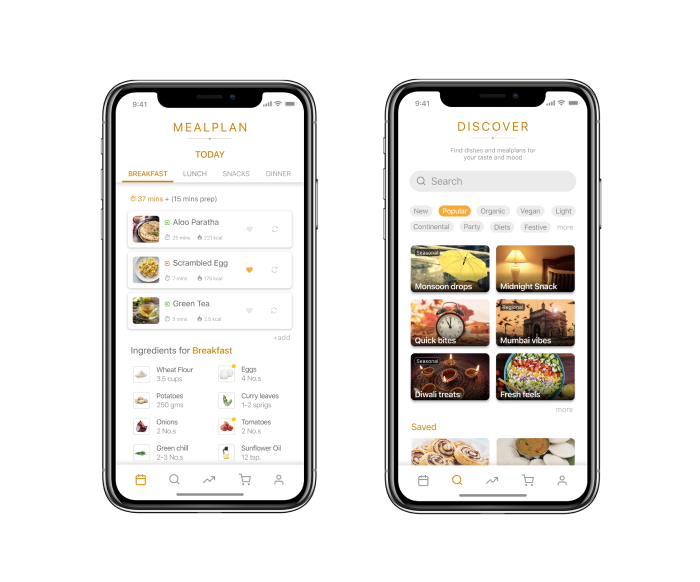 9:41
MEALPLAN
TODAY
BREAKFAST LUNCH SNACKS DINNER
37 mins + (15 mins prep)
Aloo Paratha
25 mins 221 kcal
Scrambled Egg
7 mins 175 kcal
Green Tea
5 mins 2.5 kcal
+add
Ingredients for Breakfast
Wheat Flour
3.5 cups
Eggs
4 No.s
Potatoes
250 gms
Curry leaves
1-2 sprigs
Onions
2 No.s
Tomatoes
2 No.s
Green chill
2-3 No.s
Sunflower Oil
12 tsp.
9:41
DISCOVER
Find dishes and mealplans for
your taste and mood
Search
New Popular Organic Vegan Light
Continental Party Diets Festive more
Seasonal
Monsoon drops
Midnight Snack
Quick bites
Regional
Mumbai vibes
Seasonal
Diwali treats
Fresh feels
more
Saved